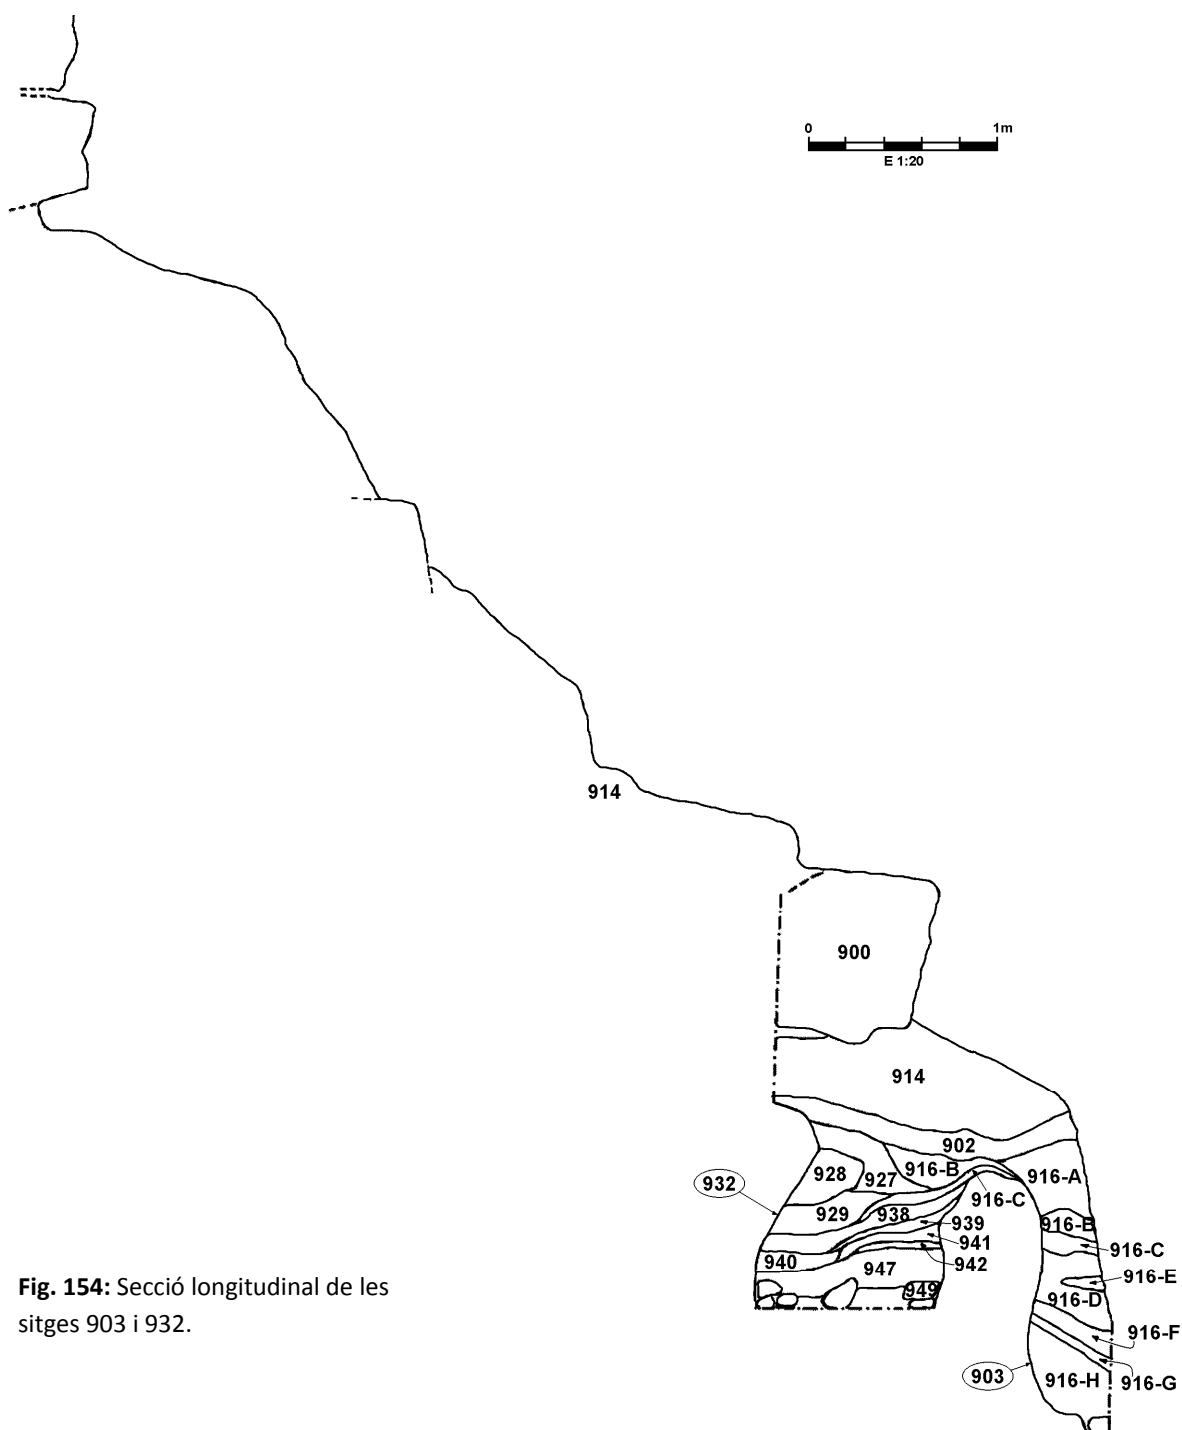 0 1m
E 1:20
914
900
914
902
928
927
916-B
916-A
932
916-C
929
938
939
916-B
941
916-C
940
947
942
916-E
949
916-D
916-F
903
916-H
916-G
Fig. 154: Secció longitudinal de les
sitges 903 i 932.